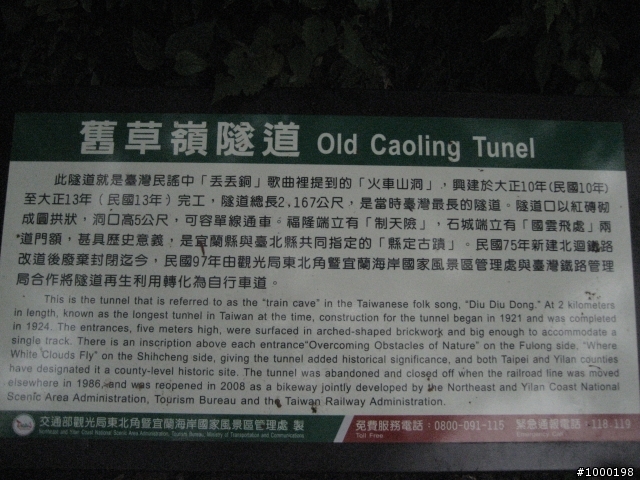 舊草嶺隧道 Old Caoling Tunel
此隧道就是臺灣民謠中「丟丟銅」歌曲裡提到的「火車山洞」，興建於大正10年(民國10年)
至大正13年（民國13年）完工，隧道總長2,167公尺，是當時臺灣最長的隧道。隧道口以紅磚砌
成圓拱狀，洞口高5公尺，可容單線通車。福隆端立有「制天險」，石城端立有「國雲飛處」兩
道門額，甚具歷史意義，是宜蘭縣與臺北縣共同指定的「縣定古蹟」。民國75年新建北迴鐵路
改道後廢棄封閉迄今，民國97年由觀光局東北角暨宜蘭海岸國家風景區管理處與臺灣鐵路管理
局合作將隧道再生利用轉化為自行車道。
This is the tunnel that is referred to as the "train cave" in the Taiwanese folk song, "Diu Diu Dong." At 2 kilometers
in length, known as the longest tunnel in Taiwan at the time, construction for the tunnel began in 1921 and was completed
in 1924. The entrances, five meters high, were surfaced in arched-shaped brickwork and big enough to accommodate a
single track. There is an inscription above each entrance"Overcoming Obstacles of Nature" on the Fulong side, "Where
White Clouds Fly" on the Shihcheng side, giving the tunnel added historical significance, and both Taipei and Yilan counties
have designated it a county-level historic site. The tunnel was abandoned and closed off when the railroad line was moved
elsewhere in 1986, and was reopened in 2008 as a bikeway jointly developed by the Northeast and Yilan Coast National
Scenic Area Administration, Tourism Bureau and the Taiwan Railway Administration.
交通部觀光局東北角暨宜蘭海岸國家風景區管理處 製
Northeast and Yilan Coast National Scenic Area Administration, Tourism Bureau, Ministry of Transportation and Communications
免費服務電話：0800-091-115 緊急通報電話：118.119
Toll Free Emergency Call
#1000198